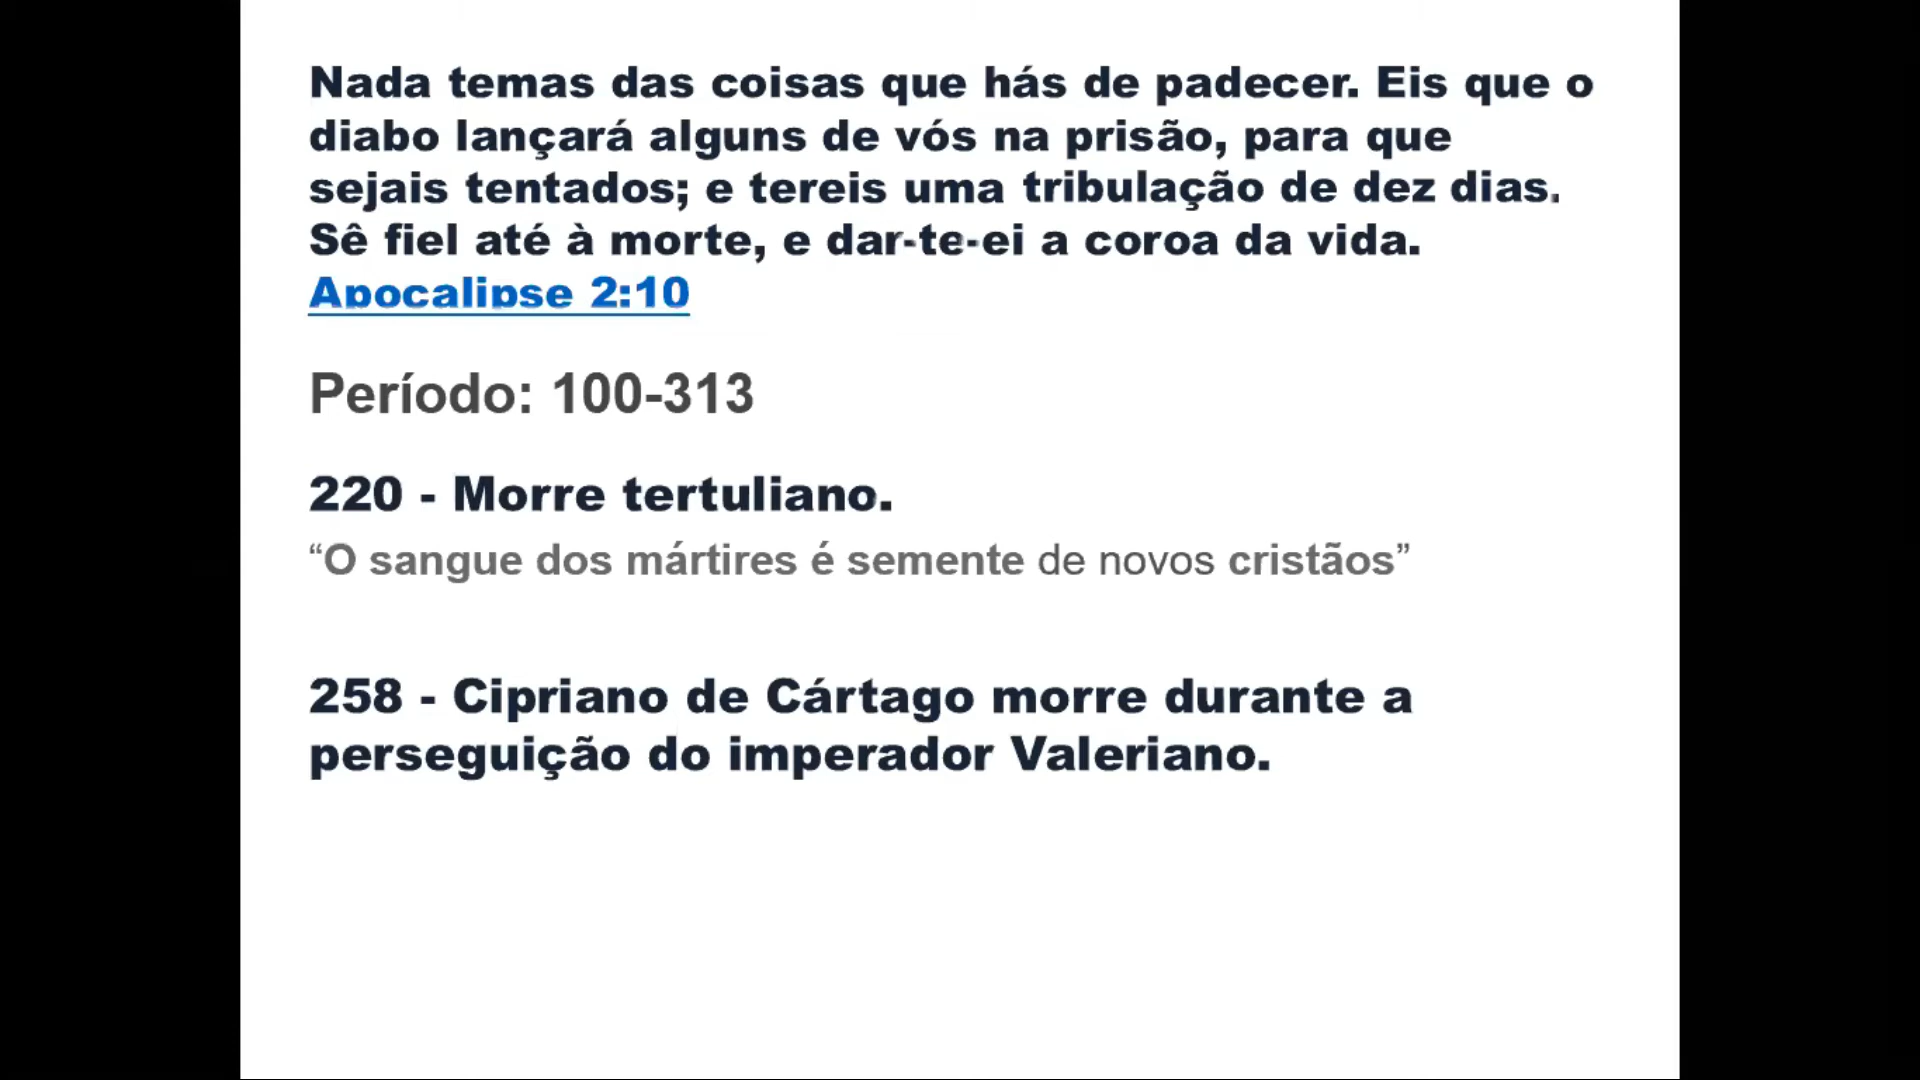 Nada temas das coisas que hás de padecer. Eis que o
diabo lançará alguns de vós na prisão, para que
sejais tentados; e tereis uma tribulação de dez dias.
Sê fiel até à morte, e dar-te-ei a coroa da vida.
Apocalipse 2:10
Período: 100-313
220 - Morre tertuliano.
“O sangue dos mártires é semente de novos cristãos”
258 - Cipriano de Cártago morre durante a
perseguição do imperador Valeriano.